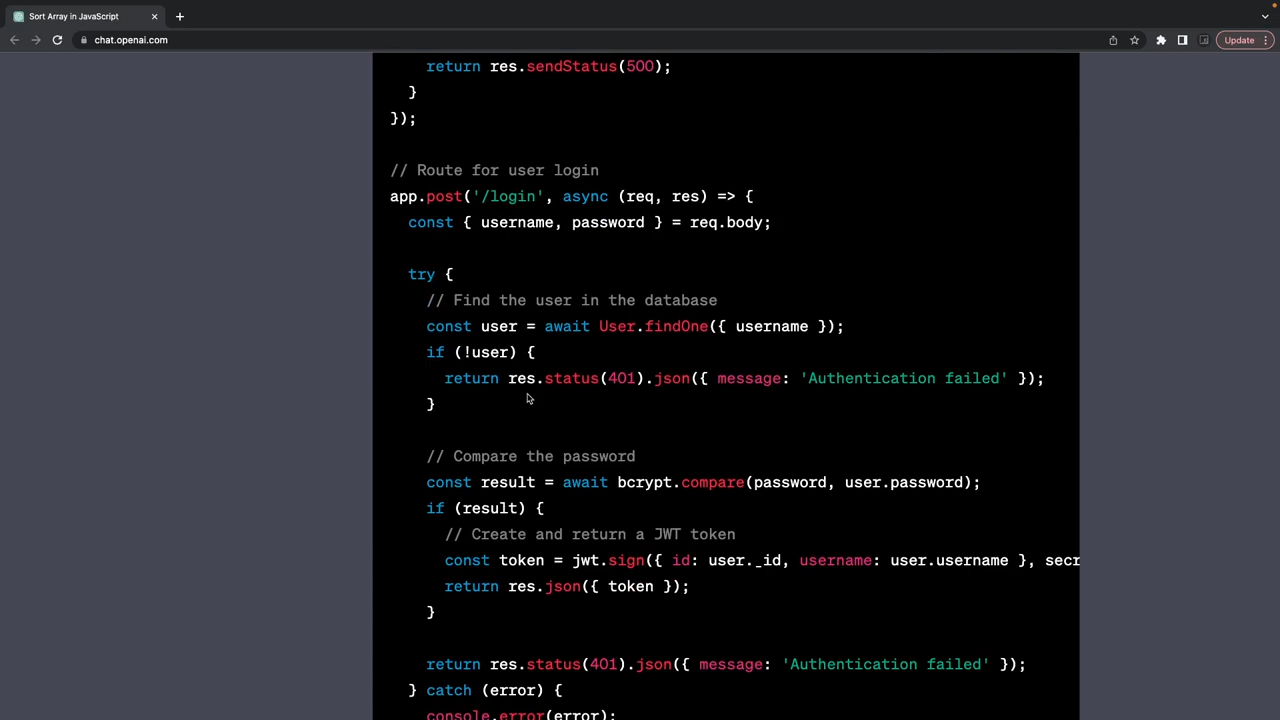 Sort Array in JavaScript
chat.openai.com
Update
return res.sendStatus(500);
}
});
// Route for user login
app.post('/login', async (req, res) => {
const { username, password } = req.body;
try {
// Find the user in the database
const user = await User.findOne({ username });
if (!user) {
return res.status(401).json({ message: 'Authentication failed' });
}
// Compare the password
const result = await bcrypt.compare(password, user.password);
if (result) {
// Create and return a JWT token
const token = jwt.sign({ id: user._id, username: user.username }, secr
return res.json({ token });
}
return res.status(401).json({ message: 'Authentication failed' });
} catch (error) {
console.error(error);